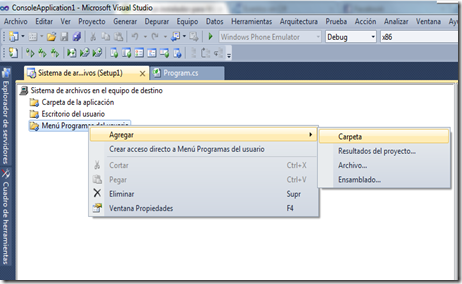 ConsoleApplication1 - Microsoft Visual Studio
Archivo Editar Ver Proyecto Generar Depurar Equipo Datos Herramientas Arquitectura Prueba Analizar Ventana
Windows Phone Emulator Debug x86
Sistema de ar...ivos (Setup1) Program.cs
Explorador de servidores
Cuadro de herramientas
Sistema de archivos en el equipo de destino
Carpeta de la aplicación
Escritorio del usuario
Menú Programas del usuario
Agregar
Crear acceso directo a Menú Programas del usuario
Cortar Ctrl+X
Pegar Ctrl+V
Eliminar Supr
Ventana Propiedades F4
Carpeta
Resultados del proyecto...
Archivo...
Ensamblado...